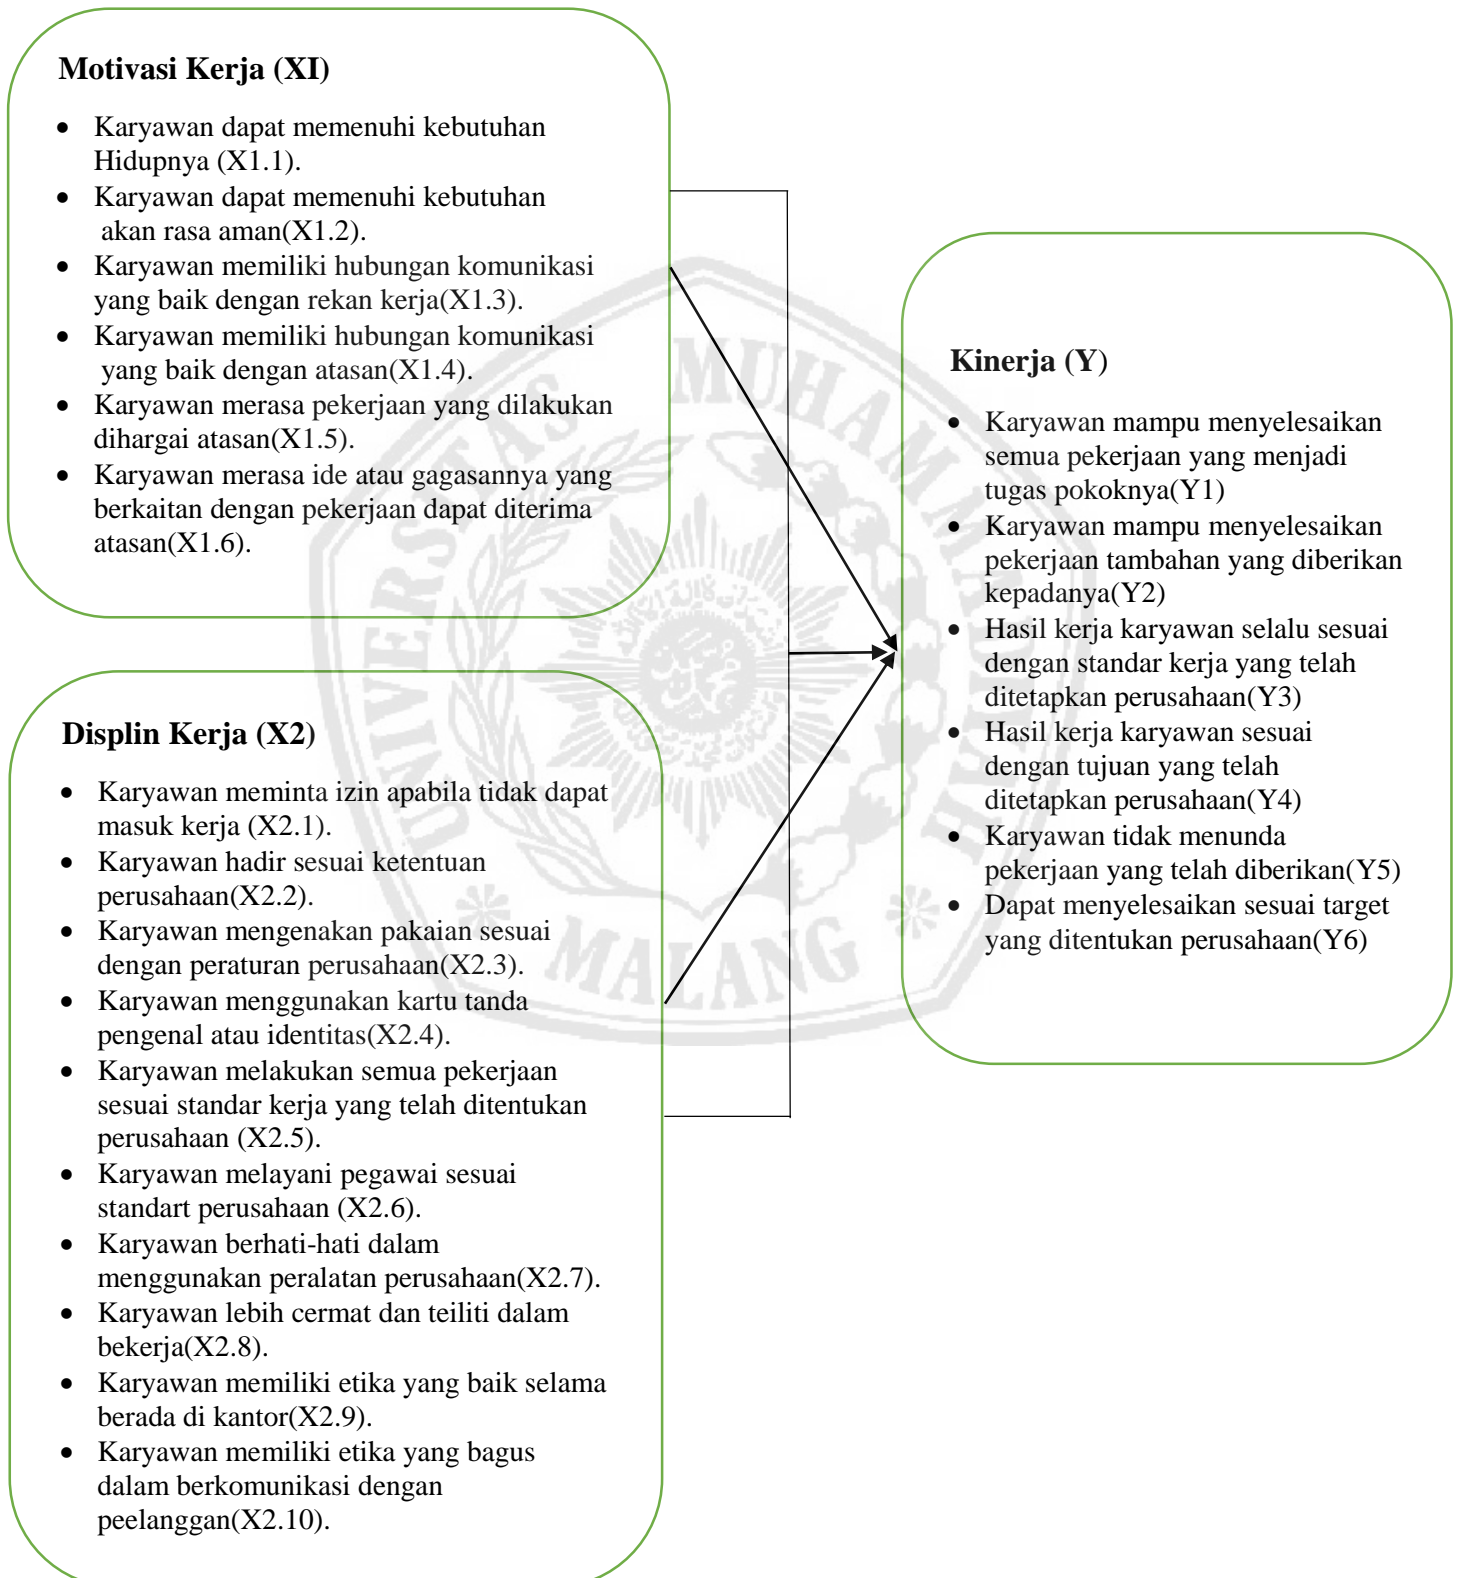 Motivasi Kerja (XI)
• Karyawan dapat memenuhi kebutuhan
Hidupnya (X1.1).
• Karyawan dapat memenuhi kebutuhan
akan rasa aman(X1.2).
• Karyawan memiliki hubungan komunikasi
yang baik dengan rekan kerja(X1.3).
• Karyawan memiliki hubungan komunikasi
yang baik dengan atasan(X1.4).
• Karyawan merasa pekerjaan yang dilakukan
dihargai atasan(X1.5).
• Karyawan merasa ide atau gagasannya yang
berkaitan dengan pekerjaan dapat diterima
atasan(X1.6).
Displin Kerja (X2)
• Karyawan meminta izin apabila tidak dapat
masuk kerja (X2.1).
• Karyawan hadir sesuai ketentuan
perusahaan(X2.2).
• Karyawan mengenakan pakaian sesuai
dengan peraturan perusahaan(X2.3).
• Karyawan menggunakan kartu tanda
pengenal atau identitas(X2.4).
• Karyawan melakukan semua pekerjaan
sesuai standar kerja yang telah ditentukan
perusahaan (X2.5).
• Karyawan melayani pegawai sesuai
standart perusahaan (X2.6).
• Karyawan berhati-hati dalam
menggunakan peralatan perusahaan(X2.7).
• Karyawan lebih cermat dan teiliti dalam
bekerja(X2.8).
• Karyawan memiliki etika yang baik selama
berada di kantor(X2.9).
• Karyawan memiliki etika yang bagus
dalam berkomunikasi dengan
peelanggan(X2.10).
Kinerja (Y)
• Karyawan mampu menyelesaikan
semua pekerjaan yang menjadi
tugas pokoknya(Y1)
• Karyawan mampu menyelesaikan
pekerjaan tambahan yang diberikan
kepadanya(Y2)
• Hasil kerja karyawan selalu sesuai
dengan standar kerja yang telah
ditetapkan perusahaan(Y3)
• Hasil kerja karyawan sesuai
dengan tujuan yang telah
ditetapkan perusahaan(Y4)
• Karyawan tidak menunda
pekerjaan yang telah diberikan(Y5)
• Dapat menyelesaikan sesuai target
yang ditentukan perusahaan(Y6)
UNIVERSITAS MUHAMMADIYAH
MALANG